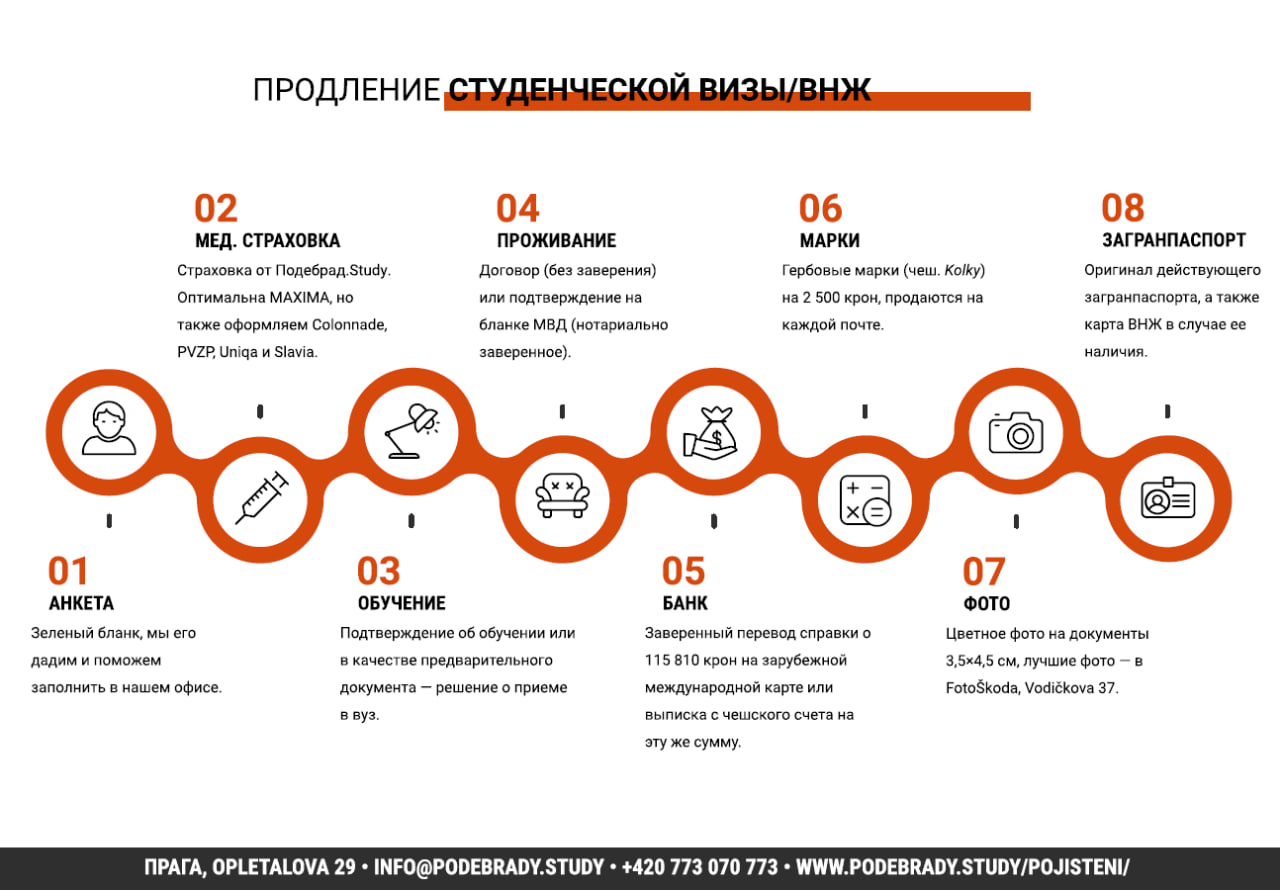 ПРОДЛЕНИЕ СТУДЕНЧЕСКОЙ ВИЗЫ/ВНЖ
02
МЕД. СТРАХОВКА
Страховка от Подебрад.Study.
Оптимальна MAXIMA, но
также оформляем Colonnade,
PVZP, Uniqa и Slavia.
04
ПРОЖИВАНИЕ
Договор (без заверения)
или подтверждение на
бланке МВД (нотариально
заверенное).
06
МАРКИ
Гербовые марки (чеш. Kolky)
на 2 500 крон, продаются на
каждой почте.
08
ЗАГРАНПАСПОРТ
Оригинал действующего
загранпаспорта, а также
карта ВНЖ в случае ее
наличия.
01
АНКЕТА
Зеленый бланк, мы его
дадим и поможем
заполнить в нашем офисе.
03
ОБУЧЕНИЕ
Подтверждение об обучении или
в качестве предварительного
документа — решение о приеме
в вуз.
05
БАНК
Заверенный перевод справки о
115 810 крон на зарубежной
международной карте или
выписка с чешского счета на
эту же сумму.
07
ФОТО
Цветное фото на документы
3,5×4,5 см, лучшие фото — в
FotoŠkoda, Vodičkova 37.
ПРАГА, OPLETALOVA 29 • INFO@PODEBRADY.STUDY • +420 773 070 773 • WWW.PODEBRADY.STUDY/POJISTENI/